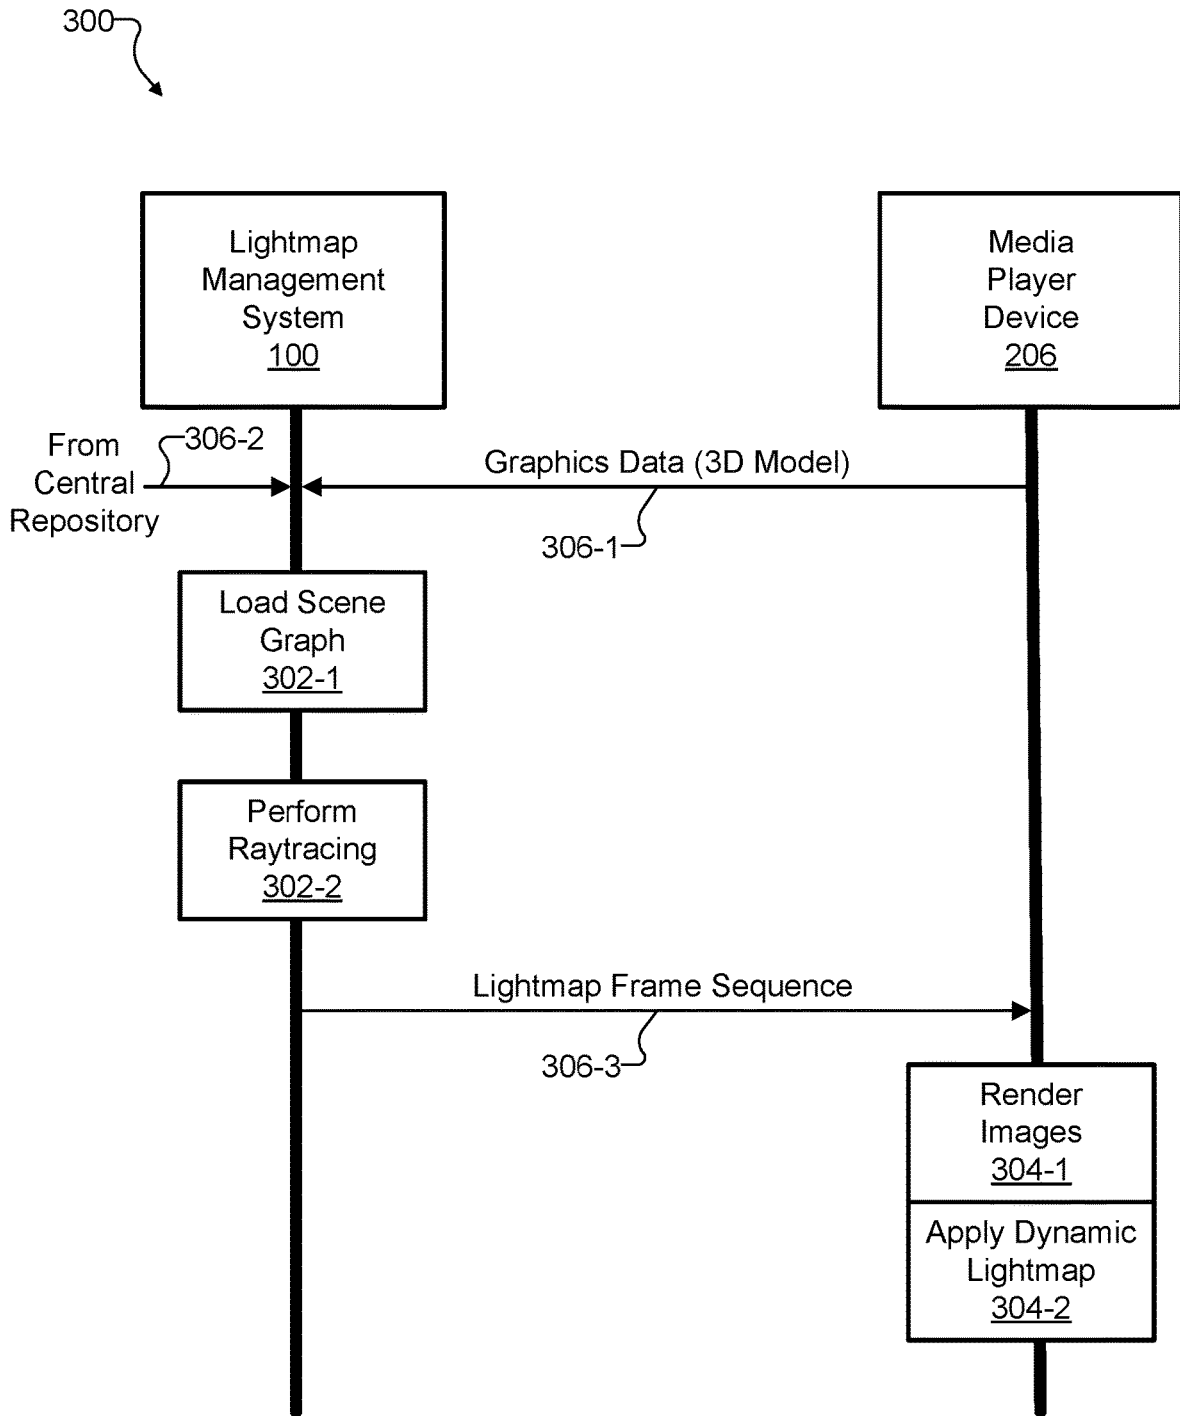 300
Lightmap
Management
System
100
Media
Player
Device
206
From
Central
Repository
306-2
Graphics Data (3D Model)
306-1
Load Scene
Graph
302-1
Perform
Raytracing
302-2
Lightmap Frame Sequence
306-3
Render
Images
304-1
Apply Dynamic
Lightmap
304-2